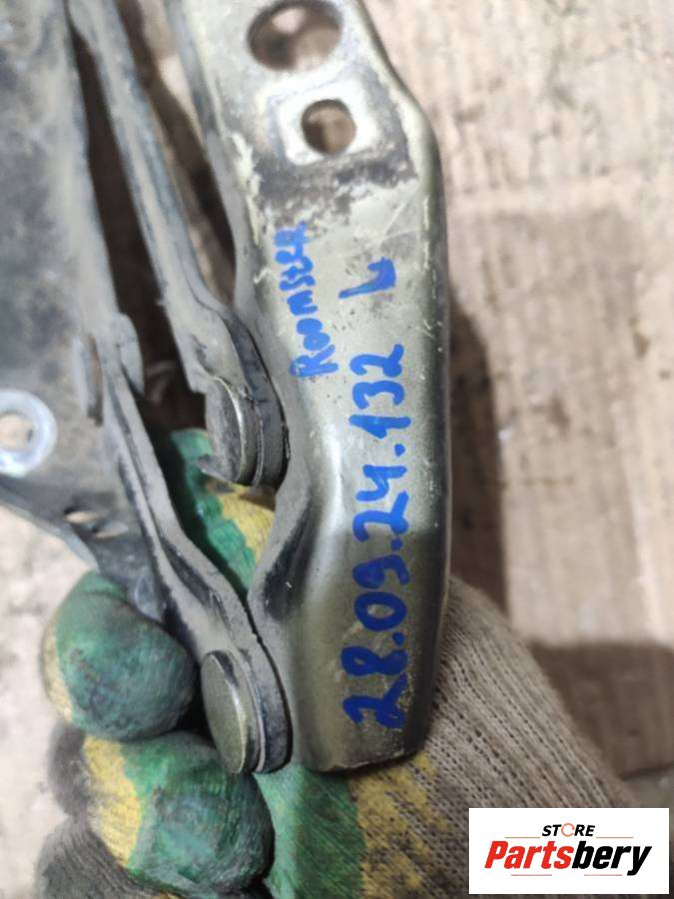 Roomster
L
28.09.24.132
STORE
Partsbery